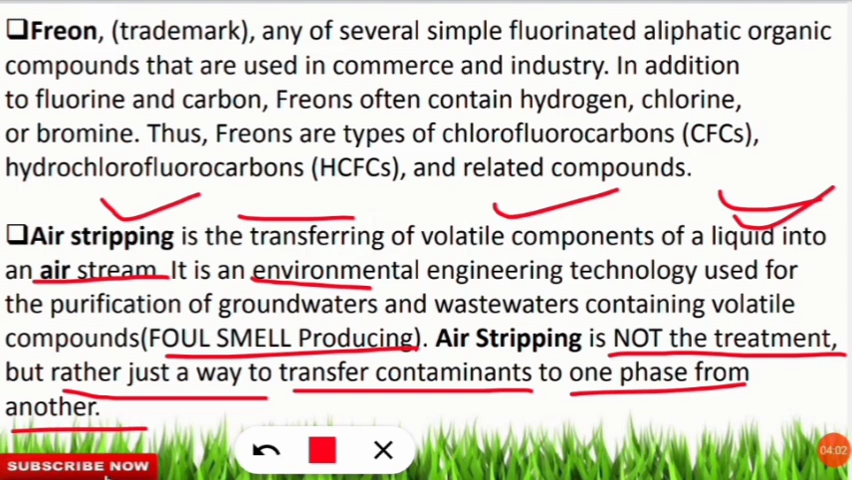 ❑Freon, (trademark), any of several simple fluorinated aliphatic organic
compounds that are used in commerce and industry. In addition
to fluorine and carbon, Freons often contain hydrogen, chlorine,
or bromine. Thus, Freons are types of chlorofluorocarbons (CFCs),
hydrochlorofluorocarbons (HCFCs), and related compounds.
❑Air stripping is the transferring of volatile components of a liquid into
an air stream. It is an environmental engineering technology used for
the purification of groundwaters and wastewaters containing volatile
compounds(FOUL SMELL Producing). Air Stripping is NOT the treatment,
but rather just a way to transfer contaminants to one phase from
another.
SUBSCRIBE NOW
04:02